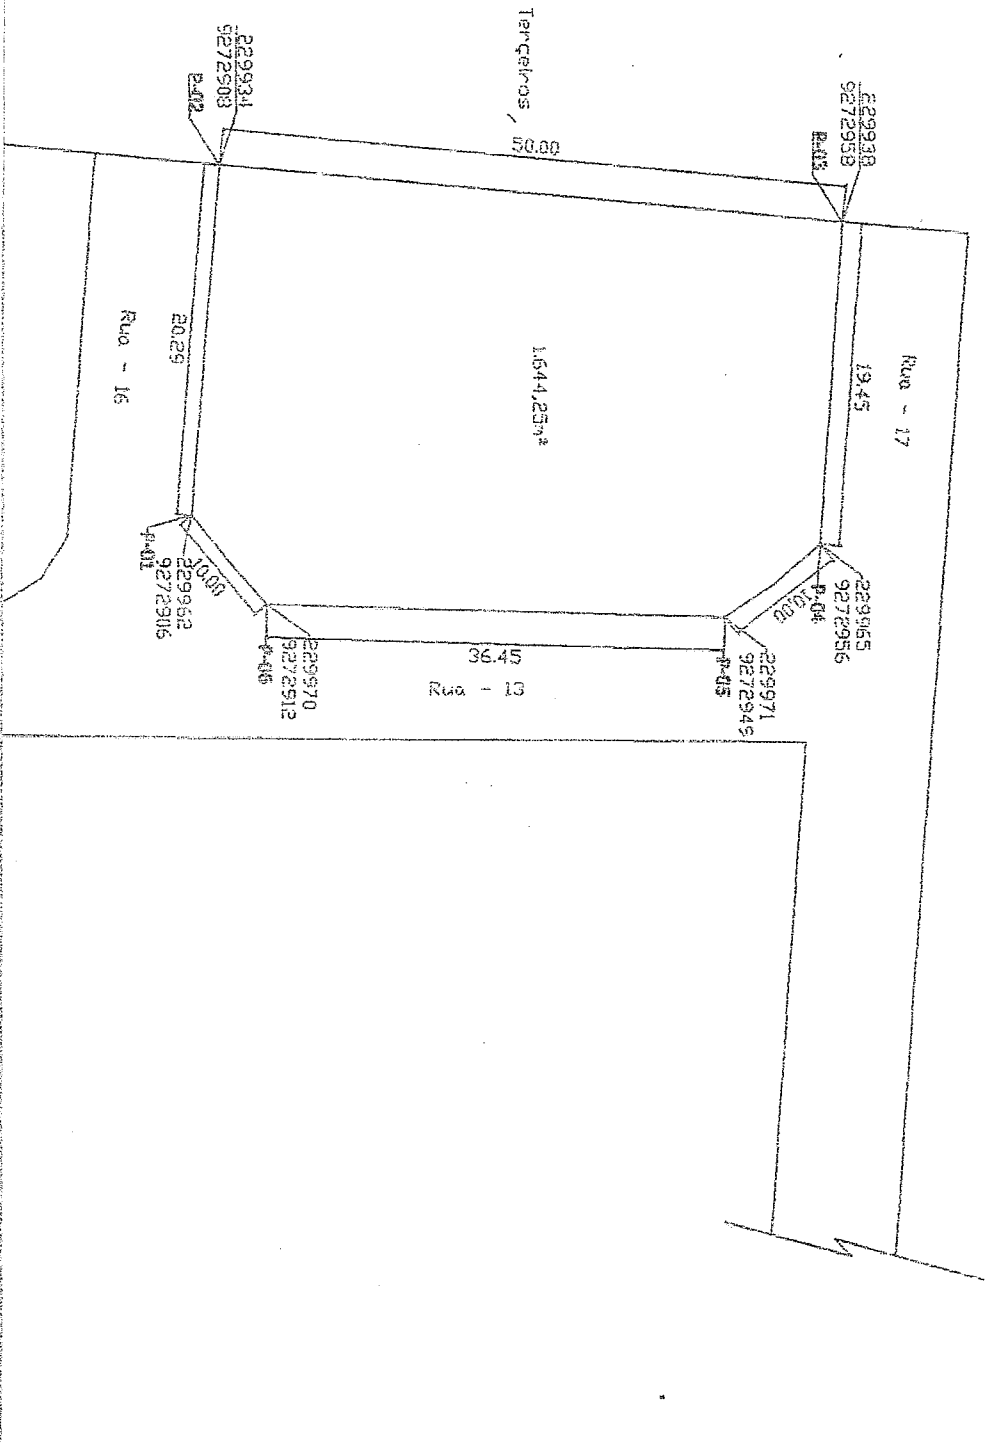 Terceiros
50.00
229934
9272908
P-02
229938
9272958
P-03
Rua - 17
19.45
1.644,25m²
20.29
Rua - 16
P-01
229962
9272906
10.00
229965
9272956
P-04
10.00
229971
9272949
P-05
36.45
Rua - 13
229970
9272912
P-06